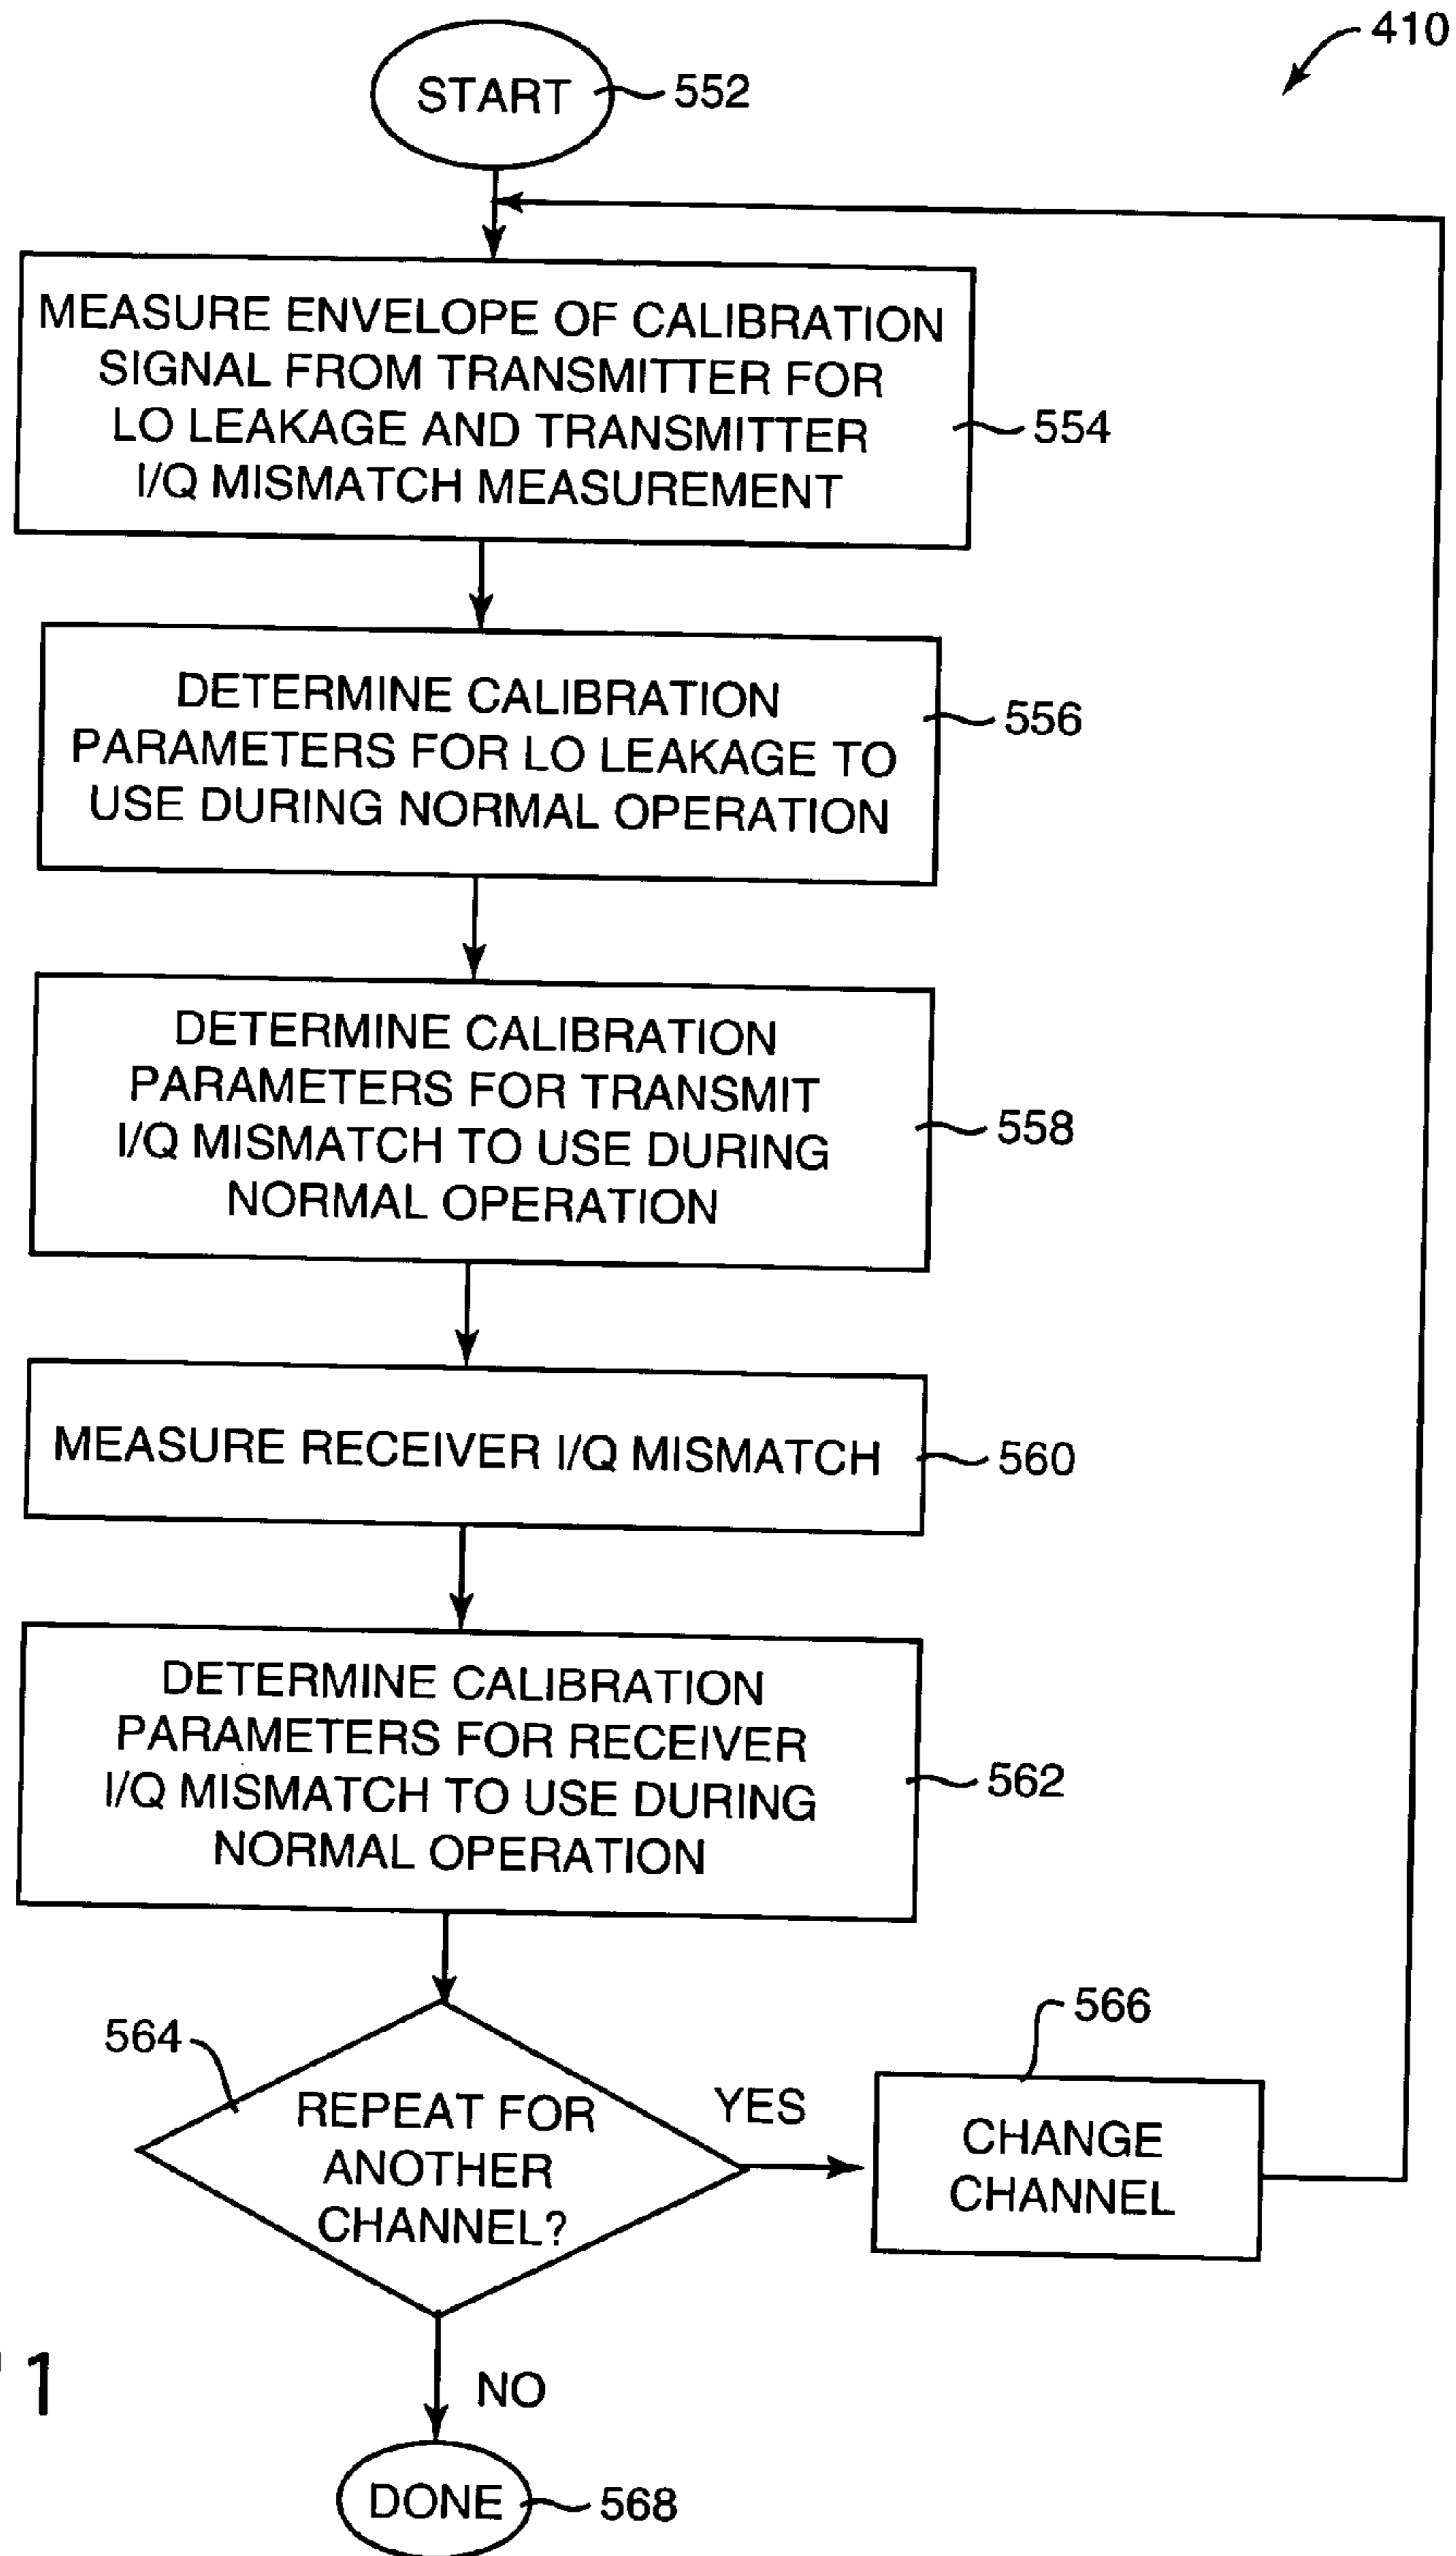 410
START
552
MEASURE ENVELOPE OF CALIBRATION
SIGNAL FROM TRANSMITTER FOR
LO LEAKAGE AND TRANSMITTER
I/Q MISMATCH MEASUREMENT
554
DETERMINE CALIBRATION
PARAMETERS FOR LO LEAKAGE TO
USE DURING NORMAL OPERATION
556
DETERMINE CALIBRATION
PARAMETERS FOR TRANSMIT
I/Q MISMATCH TO USE DURING
NORMAL OPERATION
558
MEASURE RECEIVER I/Q MISMATCH
560
DETERMINE CALIBRATION
PARAMETERS FOR RECEIVER
I/Q MISMATCH TO USE DURING
NORMAL OPERATION
562
564
REPEAT FOR
ANOTHER
CHANNEL?
YES
566
CHANGE
CHANNEL
NO
DONE
568